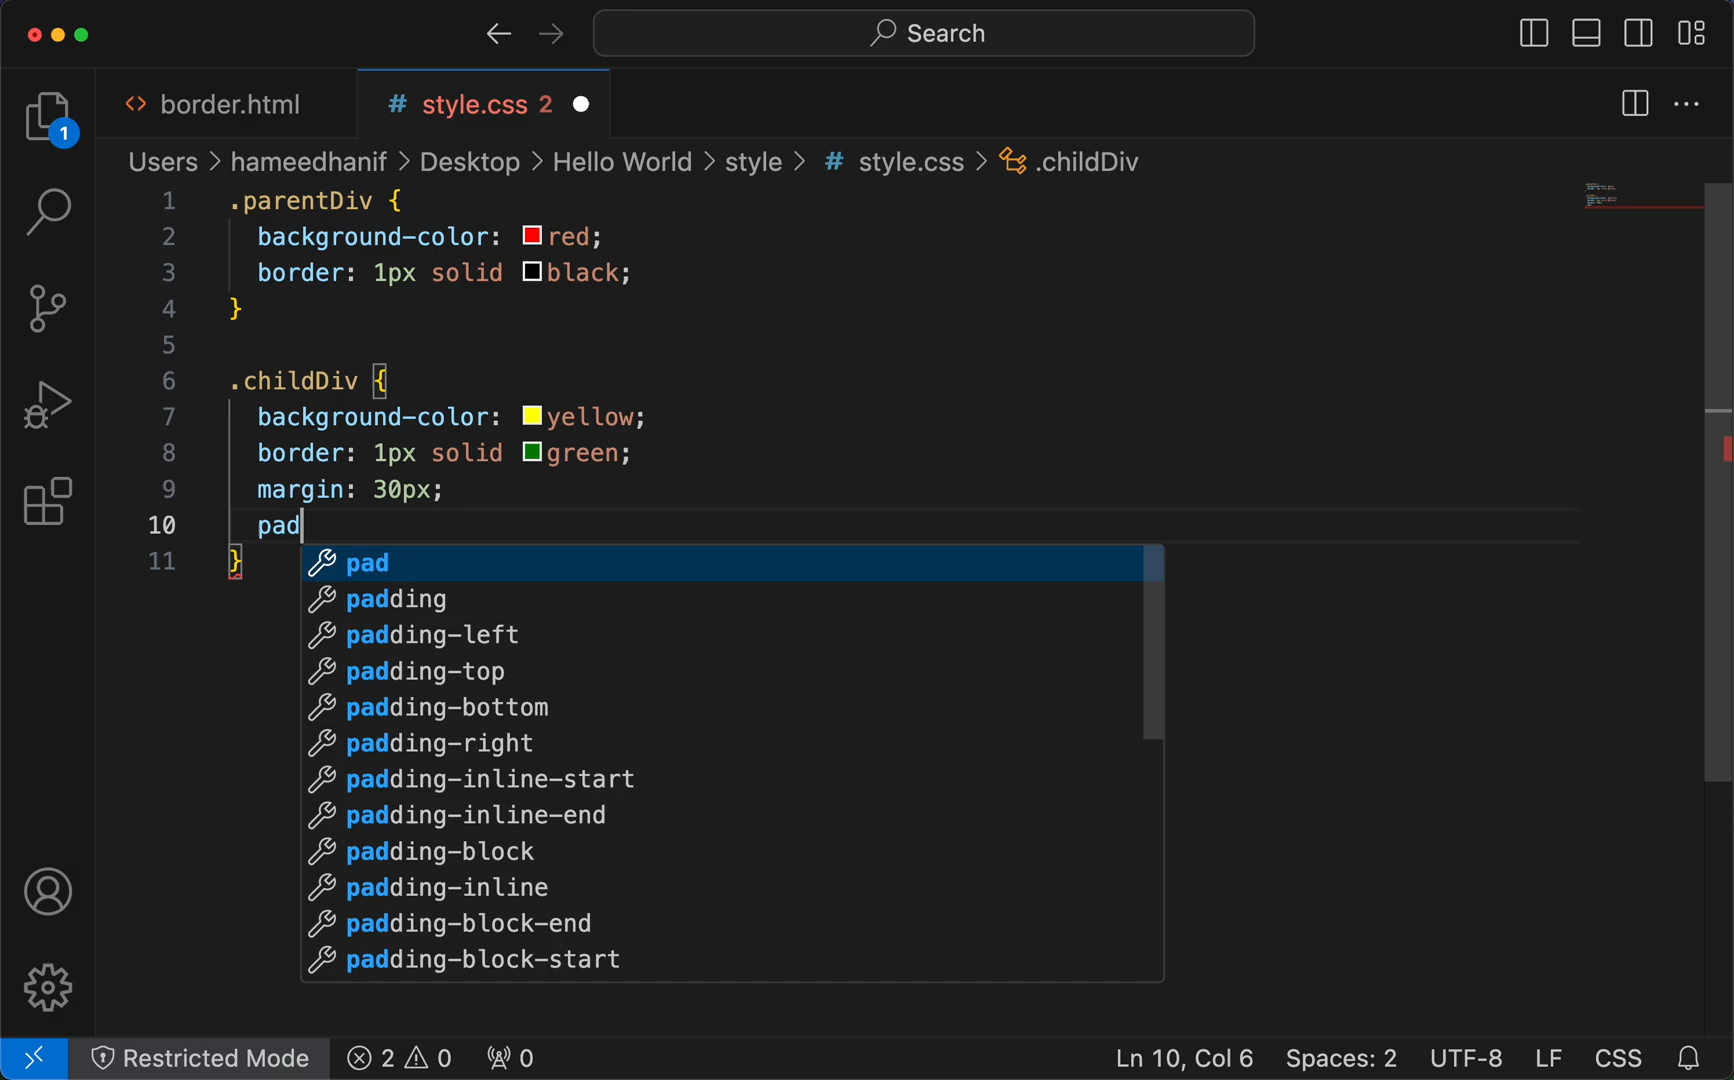 Search
border.html
# style.css 2
Users > hameedhanif > Desktop > Hello World > style > # style.css > .childDiv
1
1 .parentDiv {
2 background-color: red;
3 border: 1px solid black;
4 }
5
6 .childDiv {
7 background-color: yellow;
8 border: 1px solid green;
9 margin: 30px;
10 pad
11 }
pad
padding
padding-left
padding-top
padding-bottom
padding-right
padding-inline-start
padding-inline-end
padding-block
padding-inline
padding-block-end
padding-block-start
Restricted Mode 2 0 0 Ln 10, Col 6 Spaces: 2 UTF-8 LF CSS